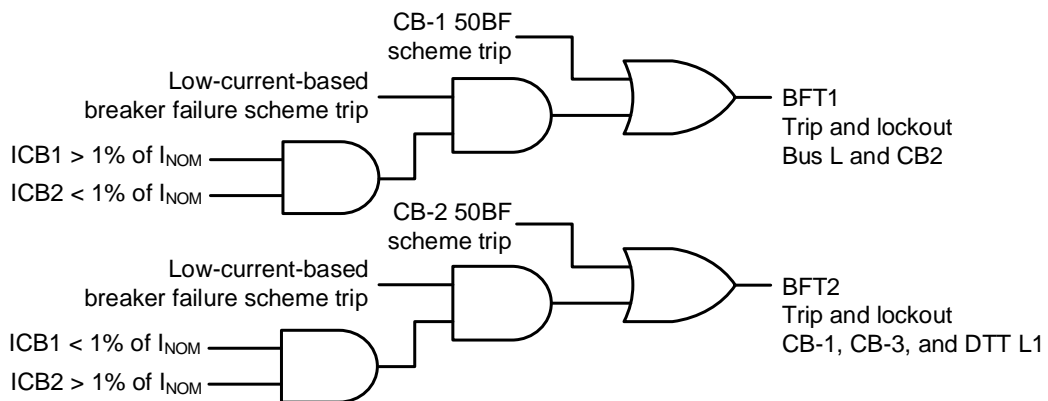 CB-1 50BF
scheme trip
Low-current-based
breaker failure scheme trip
ICB1 > 1% of INOM
ICB2 < 1% of INOM
BFT1
Trip and lockout
Bus L and CB2
CB-2 50BF
scheme trip
Low-current-based
breaker failure scheme trip
ICB1 < 1% of INOM
ICB2 > 1% of INOM
BFT2
Trip and lockout
CB-1, CB-3, and DTT L1